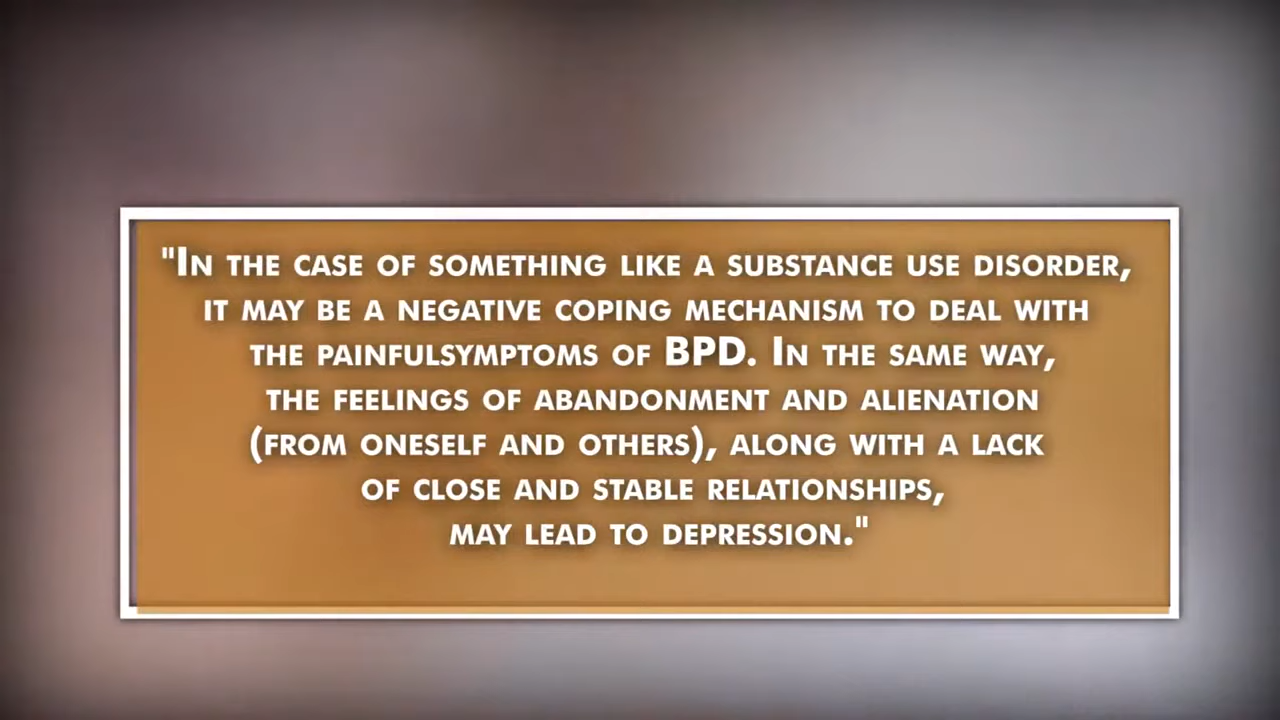 "In the case of something like a substance use disorder,
it may be a negative coping mechanism to deal with
the painfulsymptoms of BPD. In the same way,
the feelings of abandonment and alienation
(from oneself and others), along with a lack
of close and stable relationships,
may lead to depression."